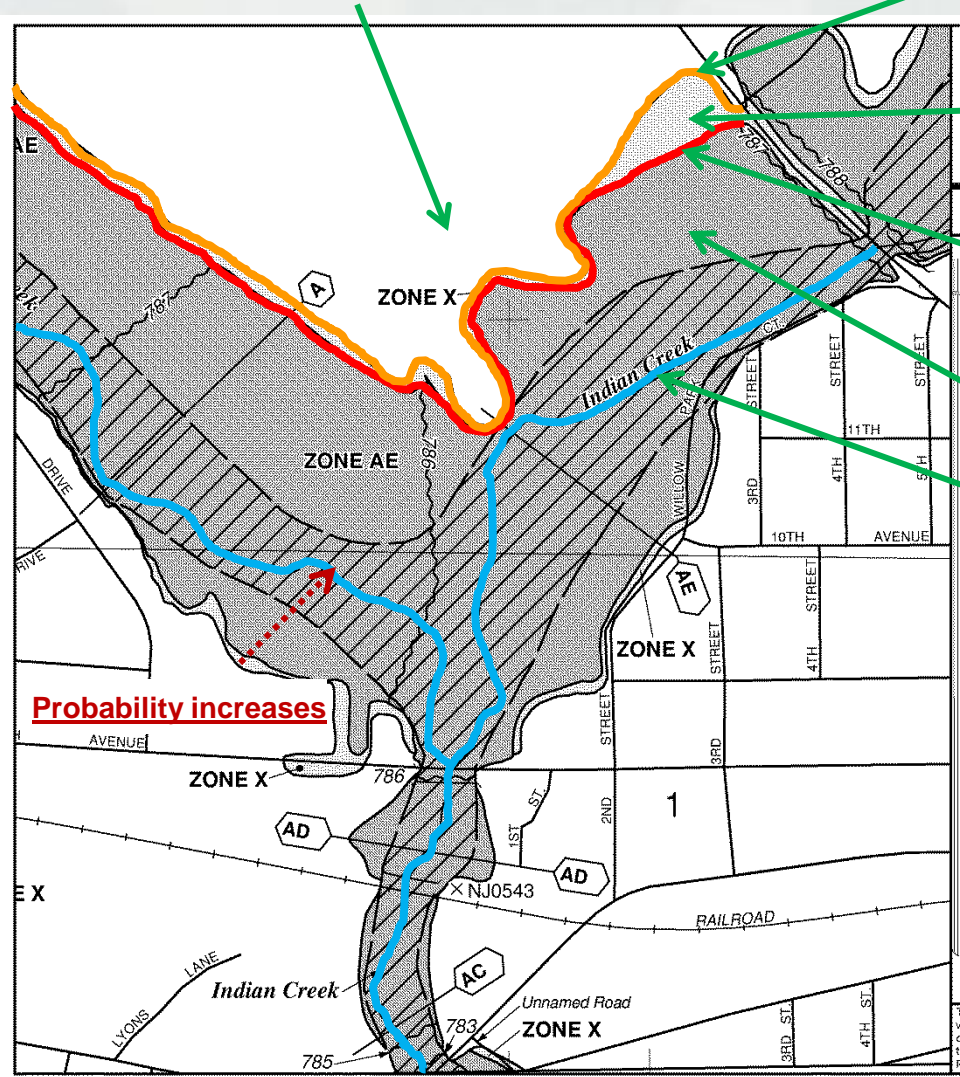 AE
787
788
A
787
ZONE X
Indian Creek
CT.
STREET
STREET
STREET
11TH
3RD
4TH
5TH
WILLOW
10TH
AVENUE
ZONE AE
786
DRIVE
AE
STREET
4TH
ZONE X
STREET
3RD
Probability increases
AVENUE
ZONE X
786
STREET
2ND
ST.
1ST
1
AD
AD
NJ0543
RAILROAD
E X
LANE
LYONS
Indian Creek
AC
Unnamed Road
783
ZONE X
785
3RD ST.
4TH ST.